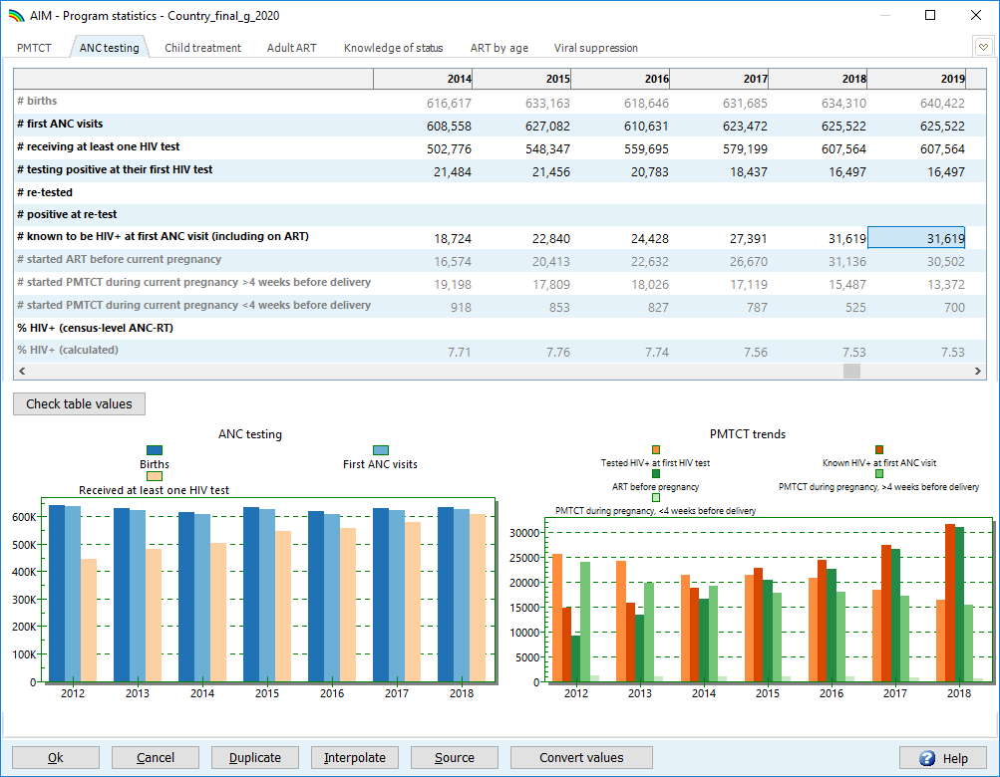 AIM - Program statistics - Country_final_g_2020
PMTCT ANC testing Child treatment Adult ART Knowledge of status ART by age Viral suppression
2014 2015 2016 2017 2018 2019
# births 616,617 633,163 618,646 631,685 634,310 640,422
# first ANC visits 608,558 627,082 610,631 623,472 625,522 625,522
# receiving at least one HIV test 502,776 548,347 559,695 579,199 607,564 607,564
# testing positive at their first HIV test 21,484 21,456 20,783 18,437 16,497 16,497
# re-tested
# positive at re-test
# known to be HIV+ at first ANC visit (including on ART) 18,724 22,840 24,428 27,391 31,619 31,619
# started ART before current pregnancy 16,574 20,413 22,632 26,670 31,136 30,502
# started PMTCT during current pregnancy >4 weeks before delivery 19,198 17,809 18,026 17,119 15,487 13,372
# started PMTCT during current pregnancy <4 weeks before delivery 918 853 827 787 525 700
% HIV+ (census-level ANC-RT)
% HIV+ (calculated) 7.71 7.76 7.74 7.56 7.53 7.53
Check table values
ANC testing
Births First ANC visits
Received at least one HIV test
600K
500K
400K
300K
200K
100K
0
2012 2013 2014 2015 2016 2017 2018
PMTCT trends
Tested HIV+ at first HIV test Known HIV+ at first ANC visit
ART before pregnancy PMTCT during pregnancy, >4 weeks before delivery
PMTCT during pregnancy, <4 weeks before delivery
30000
25000
20000
15000
10000
5000
0
2012 2013 2014 2015 2016 2017 2018
Ok Cancel Duplicate Interpolate Source Convert values Help